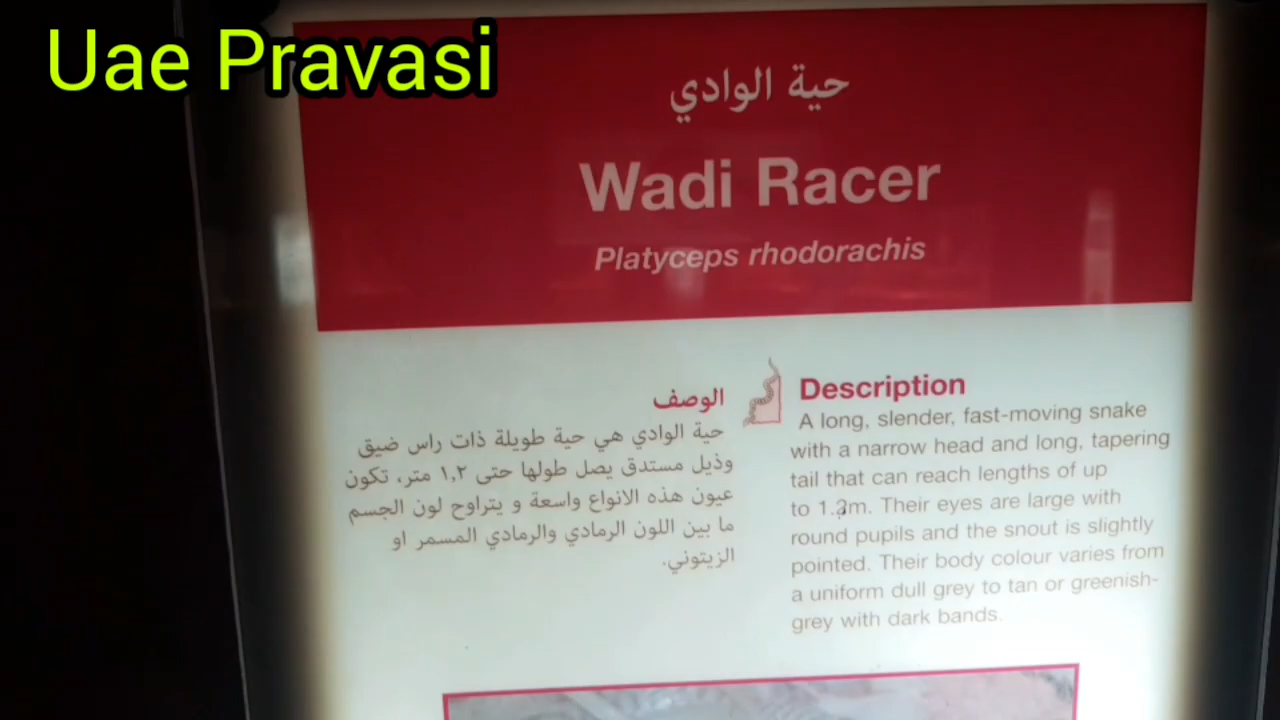 Uae Pravasi
حية الوادي
Wadi Racer
Platyceps rhodorachis
الوصف
حية الوادي هي حية طويلة ذات راس ضيق
وذيل مستدق يصل طولها حتى ١,٢ متر، تكون
عيون هذه الانواع واسعة و يتراوح لون الجسم
ما بين اللون الرمادي والرمادي المسمر او
الزيتوني.
Description
A long, slender, fast-moving snake
with a narrow head and long, tapering
tail that can reach lengths of up
to 1.2m. Their eyes are large with
round pupils and the snout is slightly
pointed. Their body colour varies from
a uniform dull grey to tan or greenish-
grey with dark bands.